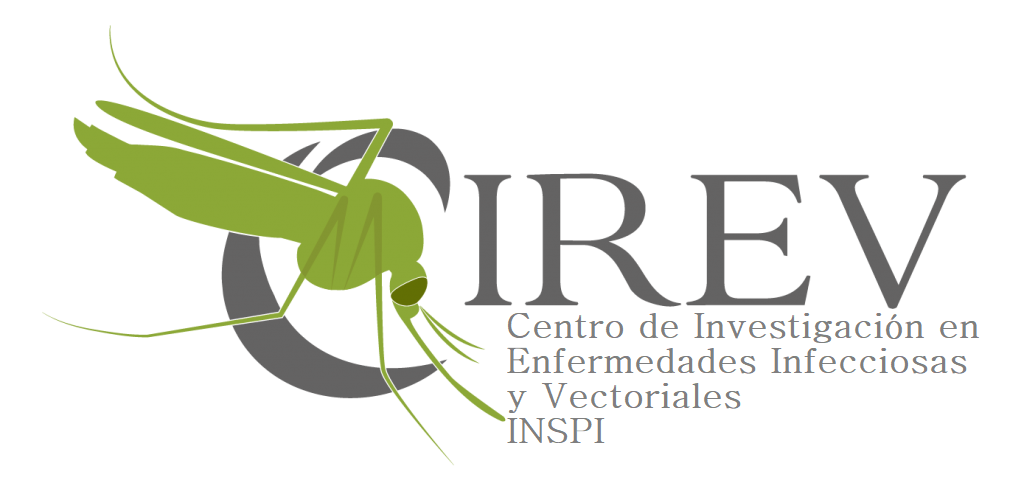 CIREV
Centro de Investigación en
Enfermedades Infecciosas
y Vectoriales
INSPI